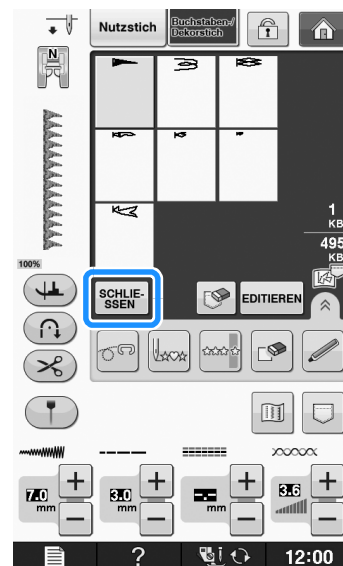 Nutzstich
Buchstaben-/
Dekorstich
N
1
KB
495
KB
100%
SCHLIE-
SSEN
EDITIEREN
7.0
mm
3.0
mm
mm
3.6
?
12:00